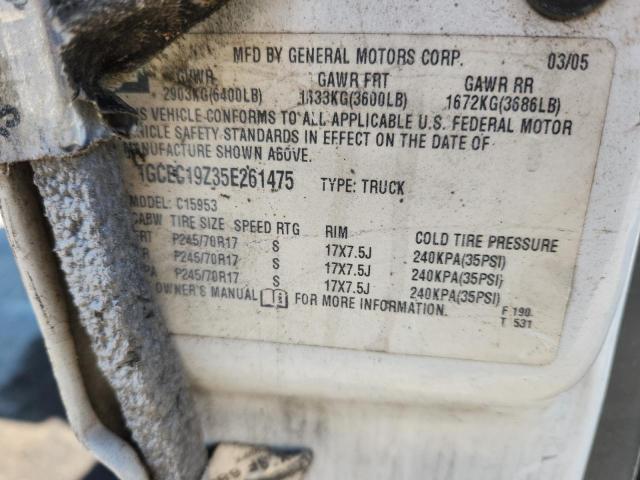 MFD BY GENERAL MOTORS CORP. 03/05
GVWR GAWR FRT GAWR RR
2903KG(6400LB) 1633KG(3600LB) 1672KG(3686LB)
VEHICLE CONFORMS TO ALL APPLICABLE U.S. FEDERAL MOTOR
VEHICLE SAFETY STANDARDS IN EFFECT ON THE DATE OF
MANUFACTURE SHOWN ABOVE.
1GCEC19Z35E261475 TYPE: TRUCK
MODEL: C15953
TIRE SIZE SPEED RTG RIM COLD TIRE PRESSURE
FRT P245/70R17 S 17X7.5J 240KPA(35PSI)
P245/70R17 S 17X7.5J 240KPA(35PSI)
P245/70R17 S 17X7.5J 240KPA(35PSI)
OWNER'S MANUAL FOR MORE INFORMATION.
F 190
T 531